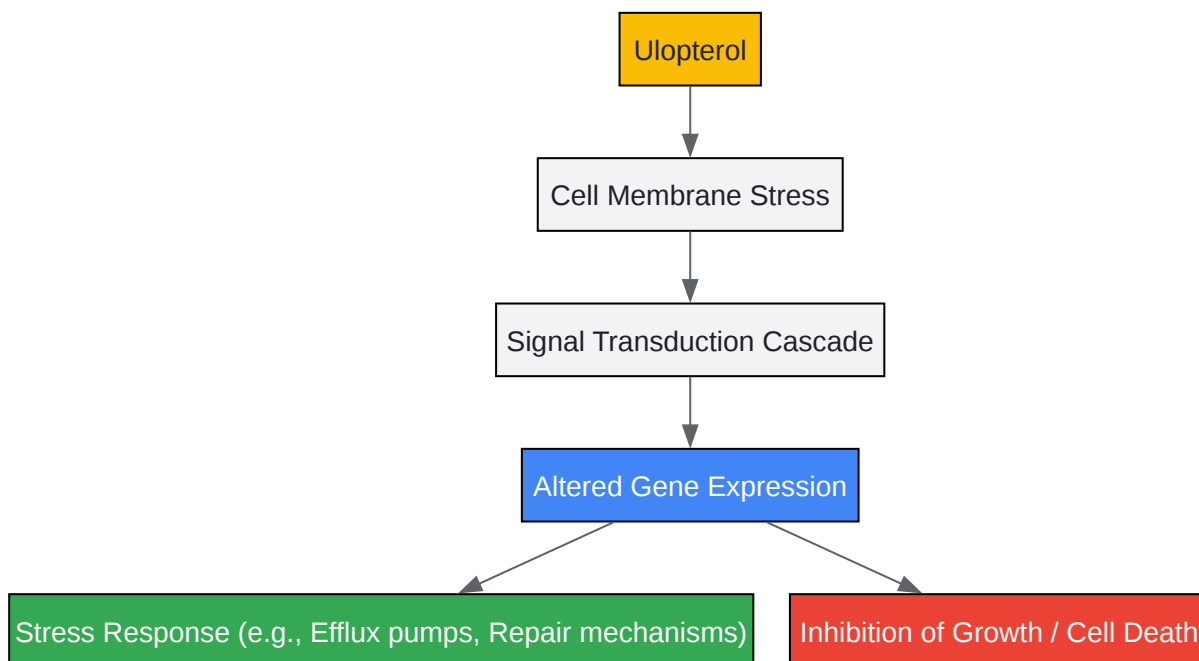 Ulopterol
Cell Membrane Stress
Signal Transduction Cascade
Altered Gene Expression
Stress Response (e.g., Efflux pumps, Repair mechanisms)
Inhibition of Growth / Cell Death